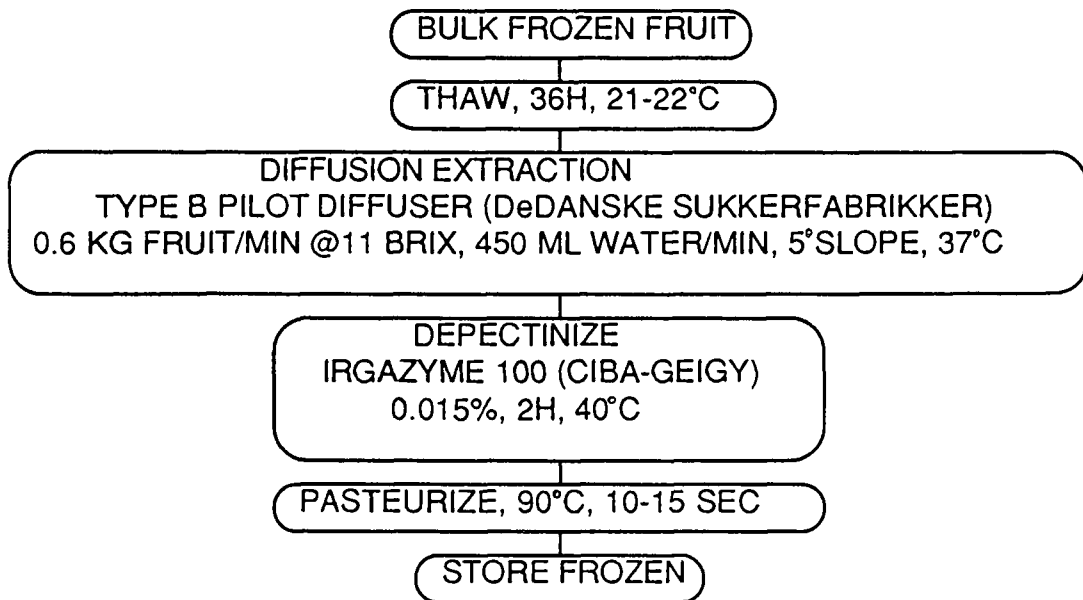 BULK FROZEN FRUIT
THAW, 36H, 21-22°C
DIFFUSION EXTRACTION
TYPE B PILOT DIFFUSER (DeDANSKE SUKKERFABRIKKER)
0.6 KG FRUIT/MIN @11 BRIX, 450 ML WATER/MIN, 5°SLOPE, 37°C
DEPECTINIZE
IRGAZYME 100 (CIBA-GEIGY)
0.015%, 2H, 40°C
PASTEURIZE, 90°C, 10-15 SEC
STORE FROZEN